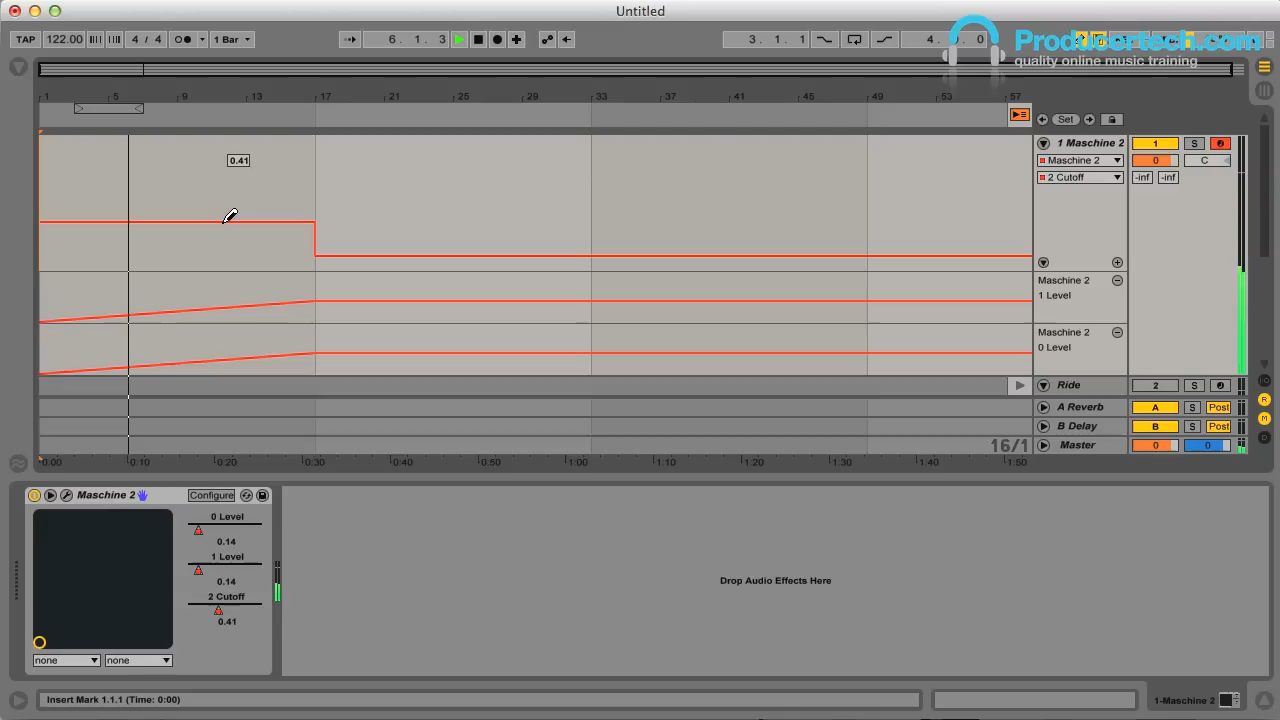 Untitled
TAP 122.00 4 / 4 1 Bar 6. 1. 3 3. 1. 1 4. 0
Producertech.com
quality online music training
1 5 9 13 17 21 25 29 33 37 41 45 49 53 57
Set
0.41
1 Maschine 2 1 S
Maschine 2 0 C
2 Cutoff -inf -inf
Maschine 2
1 Level
Maschine 2
0 Level
Ride 2 S
A Reverb A S Post
B Delay B S Post
16/1 Master 0 0
0:00 0:10 0:20 0:30 0:40 0:50 1:00 1:10 1:20 1:30 1:40 1:50
Maschine 2 Configure
0 Level
0.14
1 Level
0.14
2 Cutoff
0.41
Drop Audio Effects Here
none none
Insert Mark 1.1.1 (Time: 0:00) 1-Maschine 2